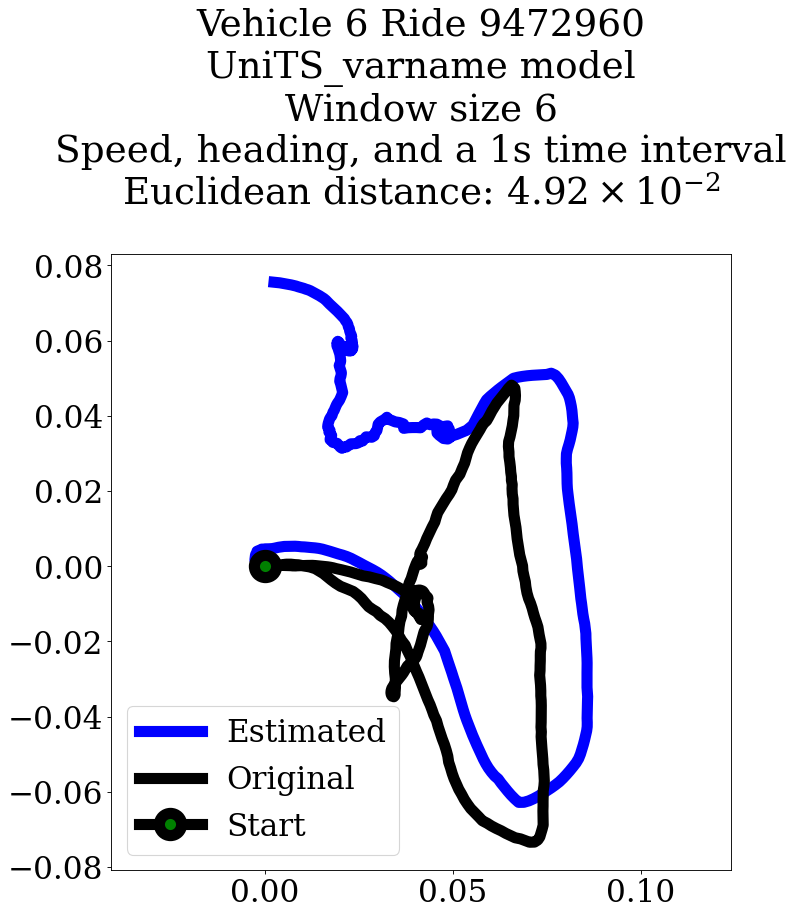 Vehicle 6 Ride 9472960
UniTS_varname model
Window size 6
Speed, heading, and a 1s time interval
Euclidean distance: 4.92 × 10⁻²
0.08
0.06
0.04
0.02
0.00
−0.02
−0.04
−0.06
−0.08
Estimated
Original
Start
0.00 0.05 0.10